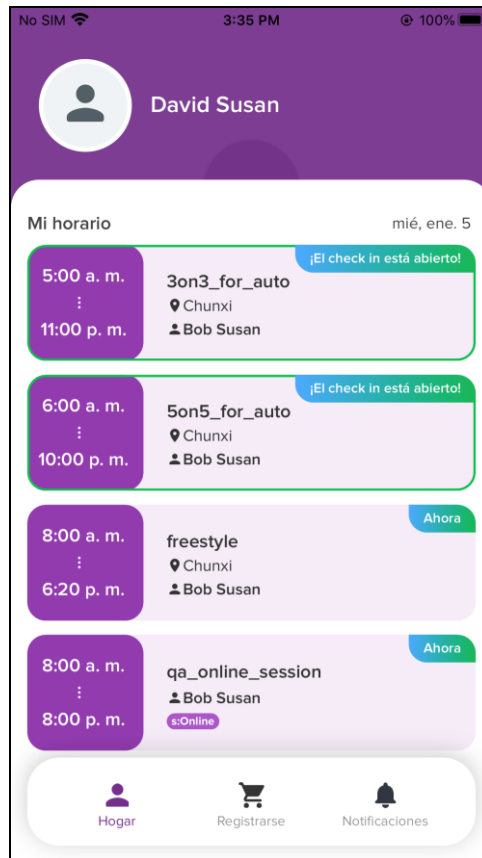 No SIM 3:35 PM 100%
David Susan
Mi horario mié, ene. 5
¡El check in está abierto!
5:00 a. m.
11:00 p. m.
3on3_for_auto
Chunxi
Bob Susan
¡El check in está abierto!
6:00 a. m.
10:00 p. m.
5on5_for_auto
Chunxi
Bob Susan
Ahora
8:00 a. m.
6:20 p. m.
freestyle
Chunxi
Bob Susan
Ahora
8:00 a. m.
8:00 p. m.
qa_online_session
Bob Susan
s:Online
Hogar Registrarse Notificaciones